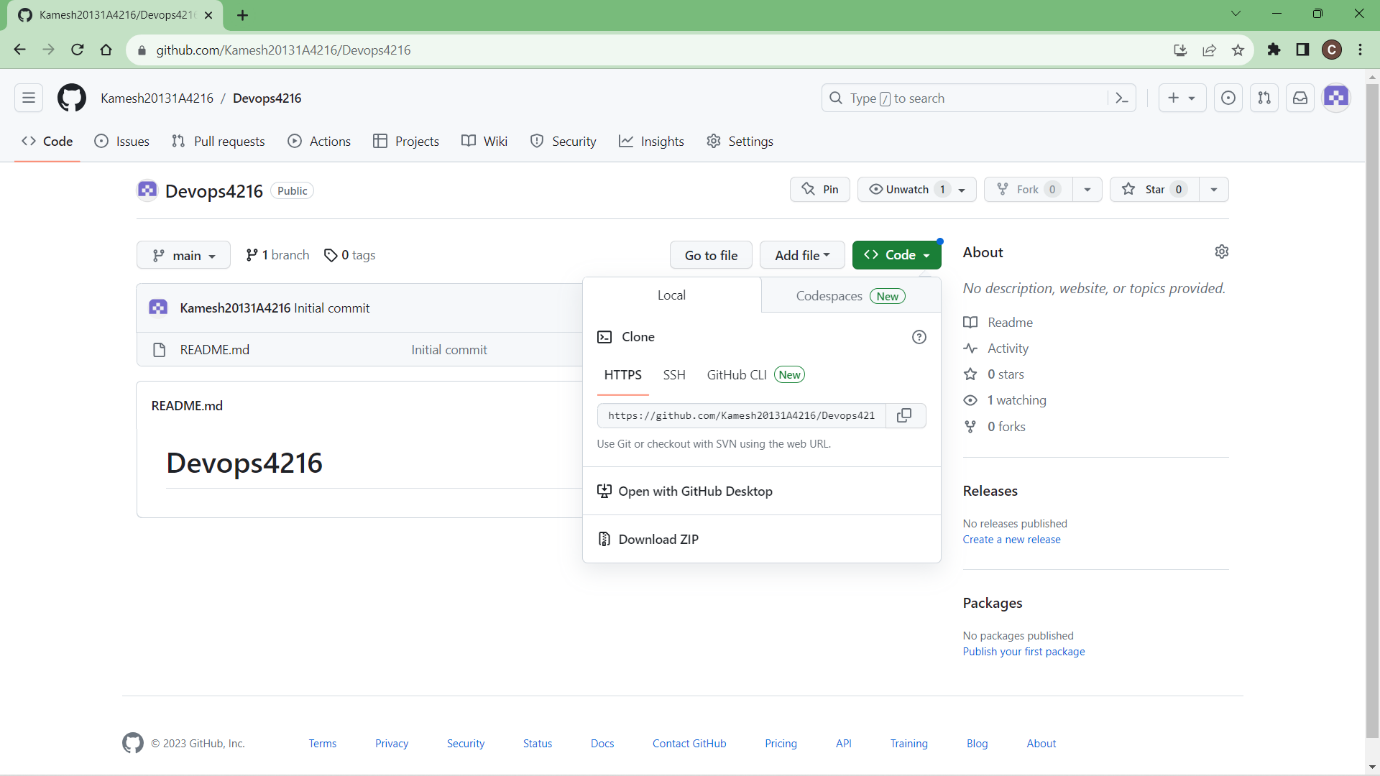 Kamesh20131A4216/Devops421
github.com/Kamesh20131A4216/Devops4216
C
Kamesh20131A4216 / Devops4216
Type / to search
Code Issues Pull requests Actions Projects Wiki Security Insights Settings
Devops4216 Public
Pin Unwatch 1 Fork 0 Star 0
main 1 branch 0 tags Go to file Add file Code
About
Local Codespaces New
No description, website, or topics provided.
Kamesh20131A4216 Initial commit
Readme
Clone
README.md Initial commit
Activity
HTTPS SSH GitHub CLI New
0 stars
1 watching
README.md
https://github.com/Kamesh20131A4216/Devops421
0 forks
Use Git or checkout with SVN using the web URL.
Devops4216
Open with GitHub Desktop
Releases
No releases published
Create a new release
Download ZIP
Packages
No packages published
Publish your first package
© 2023 GitHub, Inc. Terms Privacy Security Status Docs Contact GitHub Pricing API Training Blog About